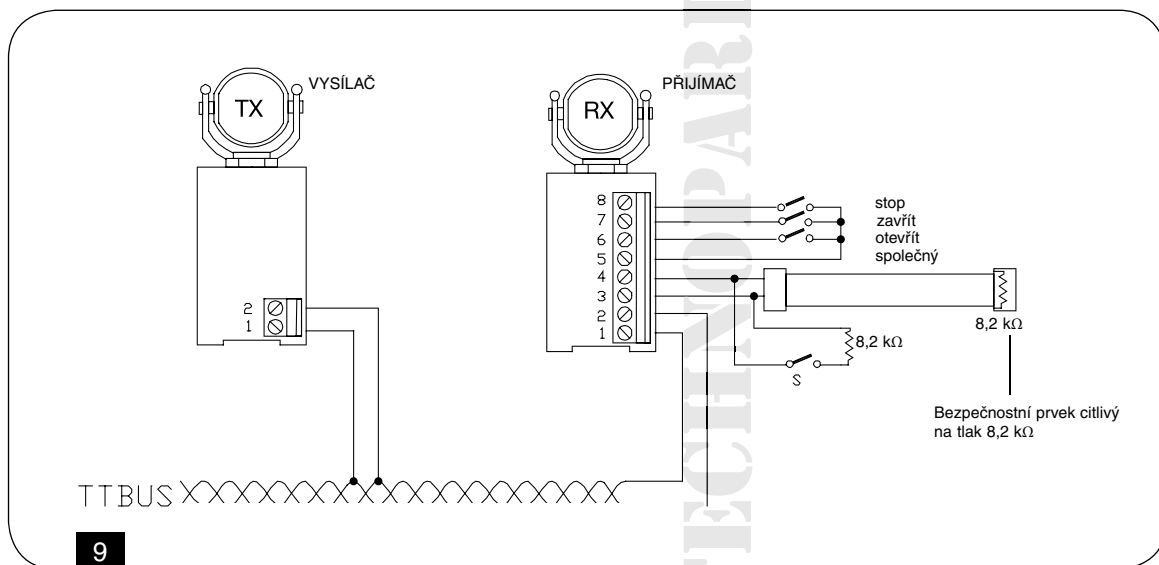 VYSÍLAČ
TX
2
1
PŘIJÍMAČ
RX
8
7
6
5
4
3
2
1
stop
zavřít
otevřít
společný
8,2 kΩ
8,2 kΩ
S
Bezpečnostní prvek citlivý
na tlak 8,2 kΩ
TTBUS
9
TECHNOPARK